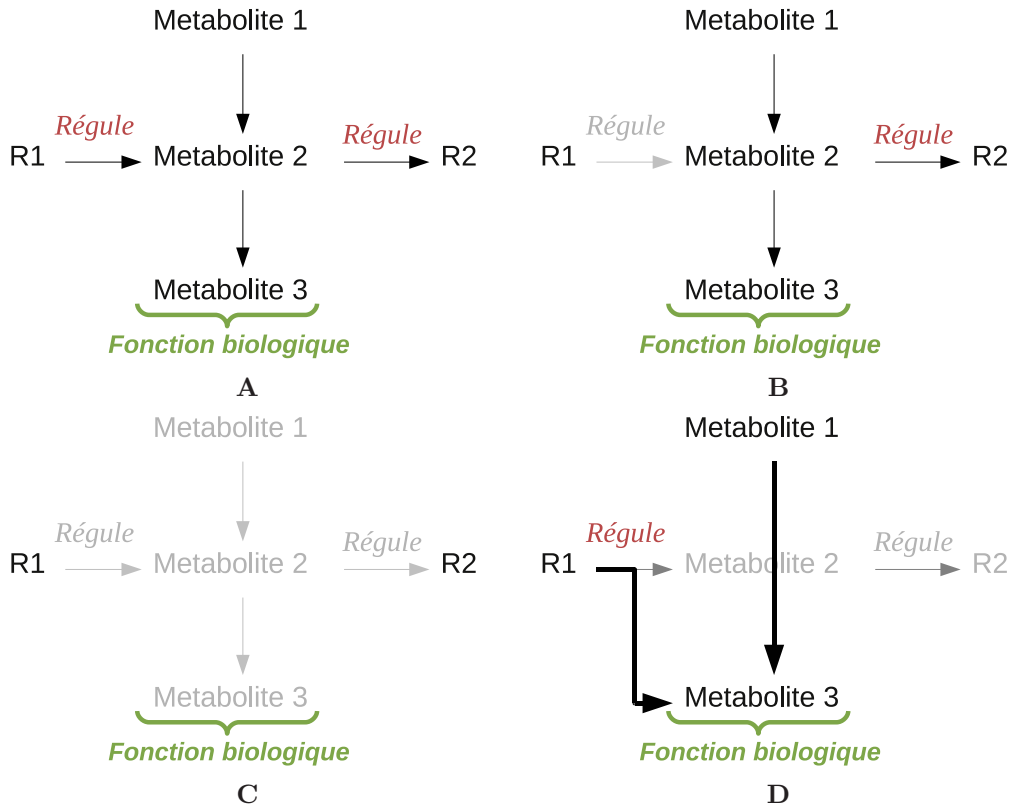 Metabolite 1
Régule
R1 Metabolite 2 Régule R2
Metabolite 3
Fonction biologique
A
Metabolite 1
Régule
R1 Metabolite 2 Régule R2
Metabolite 3
Fonction biologique
B
Metabolite 1
Régule
R1 Metabolite 2 Régule R2
Metabolite 3
Fonction biologique
C
Metabolite 1
Régule
R1 Metabolite 2 Régule R2
Metabolite 3
Fonction biologique
D